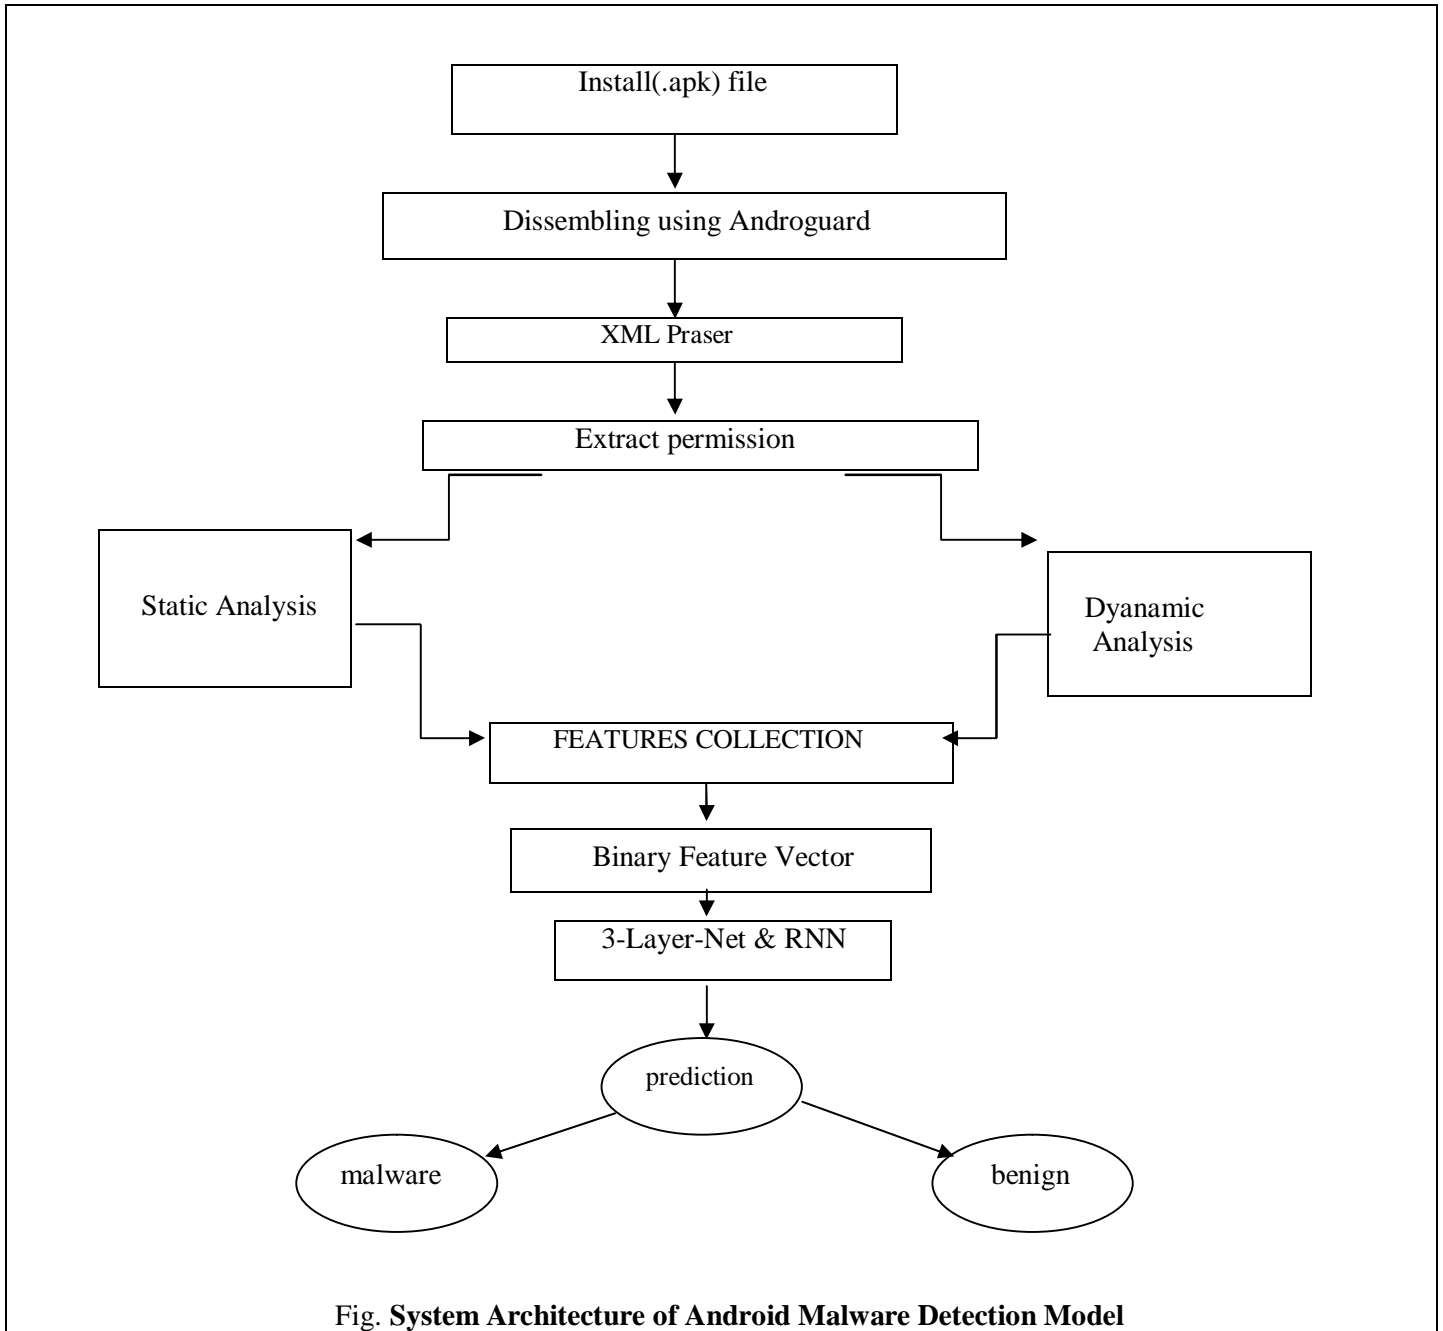 Install(.apk) file
Dissembling using Androguard
XML Praser
Extract permission
Static Analysis
Dyanamic
Analysis
FEATURES COLLECTION
Binary Feature Vector
3-Layer-Net & RNN
prediction
malware
benign
Fig. System Architecture of Android Malware Detection Model